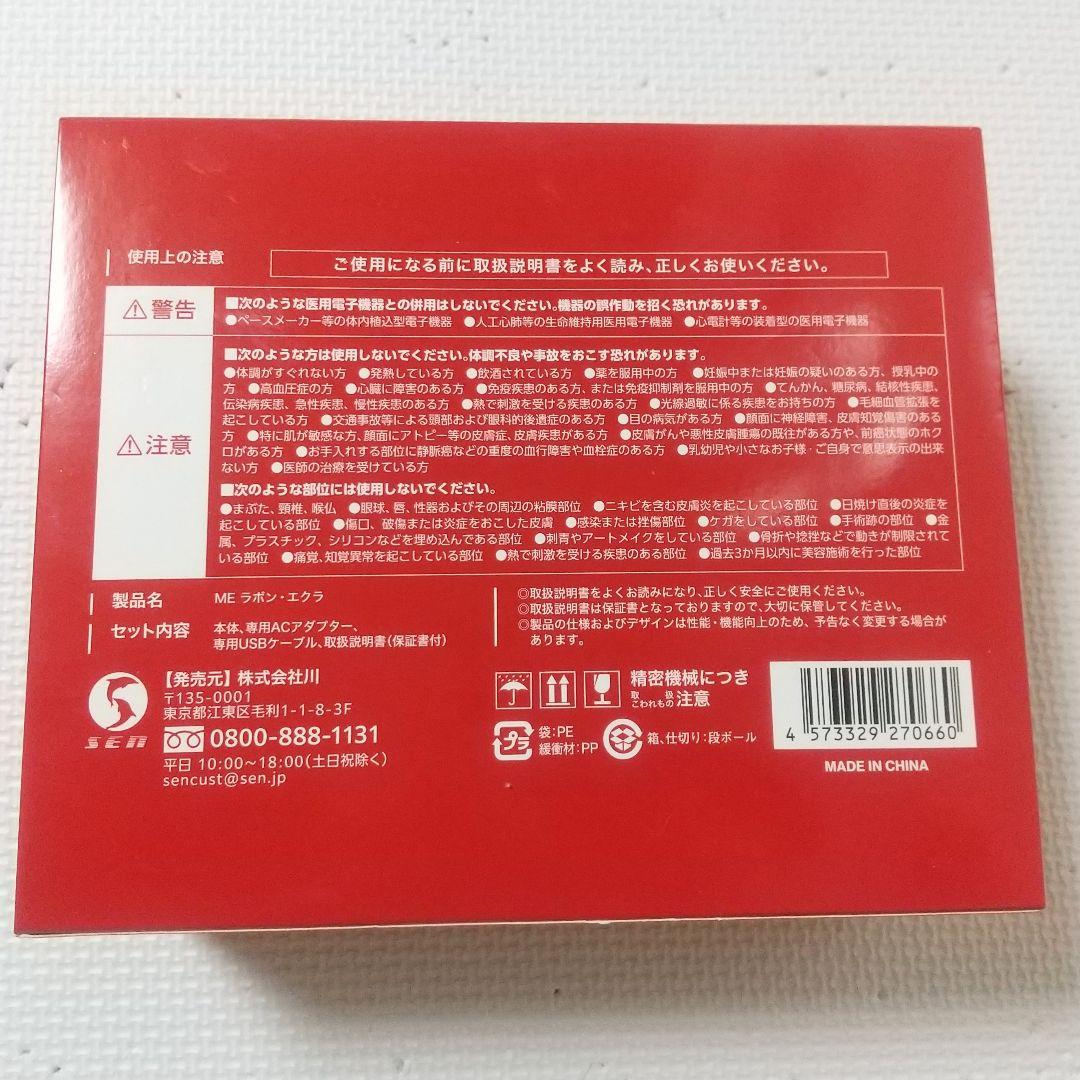 使用上の注意
ご使用になる前に取扱説明書をよく読み、正しくお使いください。
警告
■次のような医用電子機器との併用はしないでください。機器の誤作動を招く恐れがあります。
●ペースメーカー等の体内植込型電子機器 ●人工心肺等の生命維持用医用電子機器 ●心電計等の装着型の医用電子機器
注意
■次のような方は使用しないでください。体調不良や事故をおこす恐れがあります。
●体調がすぐれない方 ●発熱している方 ●飲酒されている方 ●薬を服用中の方 ●妊娠中または妊娠の疑いのある方、授乳中の
方 ●高血圧症の方 ●心臓に障害のある方 ●免疫疾患のある方、または免疫抑制剤を服用中の方 ●てんかん、糖尿病、結核性疾患、
伝染病疾患、急性疾患、慢性疾患のある方 ●熱で刺激を受ける疾患のある方 ●光線過敏に係る疾患をお持ちの方 ●毛細血管拡張を
起こしている方 ●交通事故等による頭部および眼科的後遺症のある方 ●目の病気がある方 ●顔面に神経障害、皮膚知覚傷害のある
方 ●特に肌が敏感な方、顔面にアトピー等の皮膚症、皮膚疾患がある方 ●皮膚がんや悪性皮膚腫瘍の既往がある方や、前癌状態のホク
ロがある方 ●お手入れする部位に静脈癌などの重度の血行障害や血栓症のある方 ●乳幼児や小さなお子様・ご自身で意思表示の出来
ない方 ●医師の治療を受けている方
■次のような部位には使用しないでください。
●まぶた、頸椎、喉仏 ●眼球、唇、性器およびその周辺の粘膜部位 ●ニキビを含む皮膚炎を起こしている部位 ●日焼け直後の炎症を
起こしている部位 ●傷口、破傷または炎症をおこした皮膚 ●感染または挫傷部位 ●ケガをしている部位 ●手術跡の部位 ●金
属、プラスチック、シリコンなどを埋め込んである部位 ●刺青やアートメイクをしている部位 ●骨折や捻挫などで動きが制限されて
いる部位 ●痛覚、知覚異常を起こしている部位 ●熱で刺激を受ける疾患のある部位 ●過去3か月以内に美容施術を行った部位
製品名 ME ラボン・エクラ
セット内容 本体、専用ACアダプター、
専用USBケーブル、取扱説明書(保証書付)
◎取扱説明書をよくお読みになり、正しく安全にご使用ください。
◎取扱説明書は保証書となっておりますので、大切に保管してください。
◎製品の仕様およびデザインは性能・機能向上のため、予告なく変更する場合が
あります。
SEN
【発売元】株式会社川
〒135-0001
東京都江東区毛利1-1-8-3F
0800-888-1131
平日 10:00〜18:00(土日祝除く)
sencust@sen.jp
精密機械につき
取扱注意
こわれもの
プラ
袋:PE
緩衝材:PP
箱、仕切り:段ボール
4 573329 270660
MADE IN CHINA